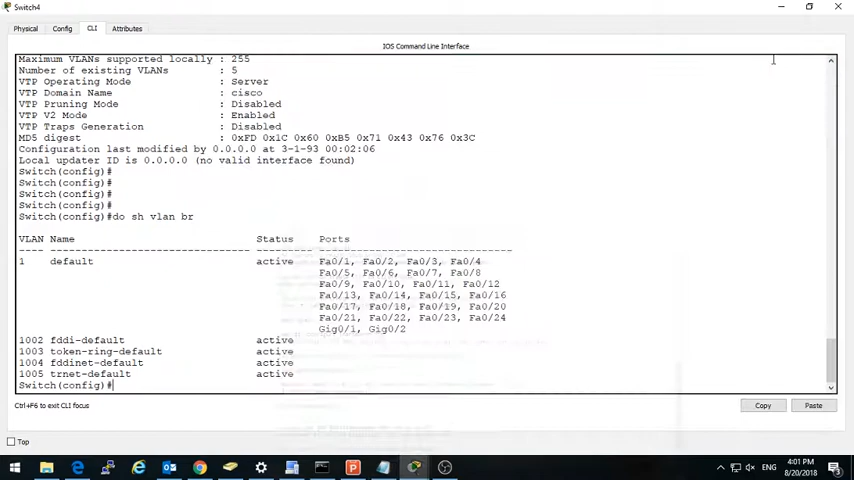 Switch4
Physical Config CLI Attributes
IOS Command Line Interface
Maximum VLANs supported locally : 255
Number of existing VLANs : 5
VTP Operating Mode : Server
VTP Domain Name : cisco
VTP Pruning Mode : Disabled
VTP V2 Mode : Enabled
VTP Traps Generation : Disabled
MD5 digest : 0xFD 0x1C 0x60 0xB5 0x71 0x43 0x76 0x3C
Configuration last modified by 0.0.0.0 at 3-1-93 00:02:06
Local updater ID is 0.0.0.0 (no valid interface found)
Switch(config)#
Switch(config)#
Switch(config)#
Switch(config)#
Switch(config)#do sh vlan br
VLAN Name Status Ports
---- -------------------------------- --------- -------------------------------
1 default active Fa0/1, Fa0/2, Fa0/3, Fa0/4
Fa0/5, Fa0/6, Fa0/7, Fa0/8
Fa0/9, Fa0/10, Fa0/11, Fa0/12
Fa0/13, Fa0/14, Fa0/15, Fa0/16
Fa0/17, Fa0/18, Fa0/19, Fa0/20
Fa0/21, Fa0/22, Fa0/23, Fa0/24
Gig0/1, Gig0/2
1002 fddi-default active
1003 token-ring-default active
1004 fddinet-default active
1005 trnet-default active
Switch(config)#
Ctrl+F6 to exit CLI focus
Copy Paste
Top
ENG
4:01 PM
8/20/2018